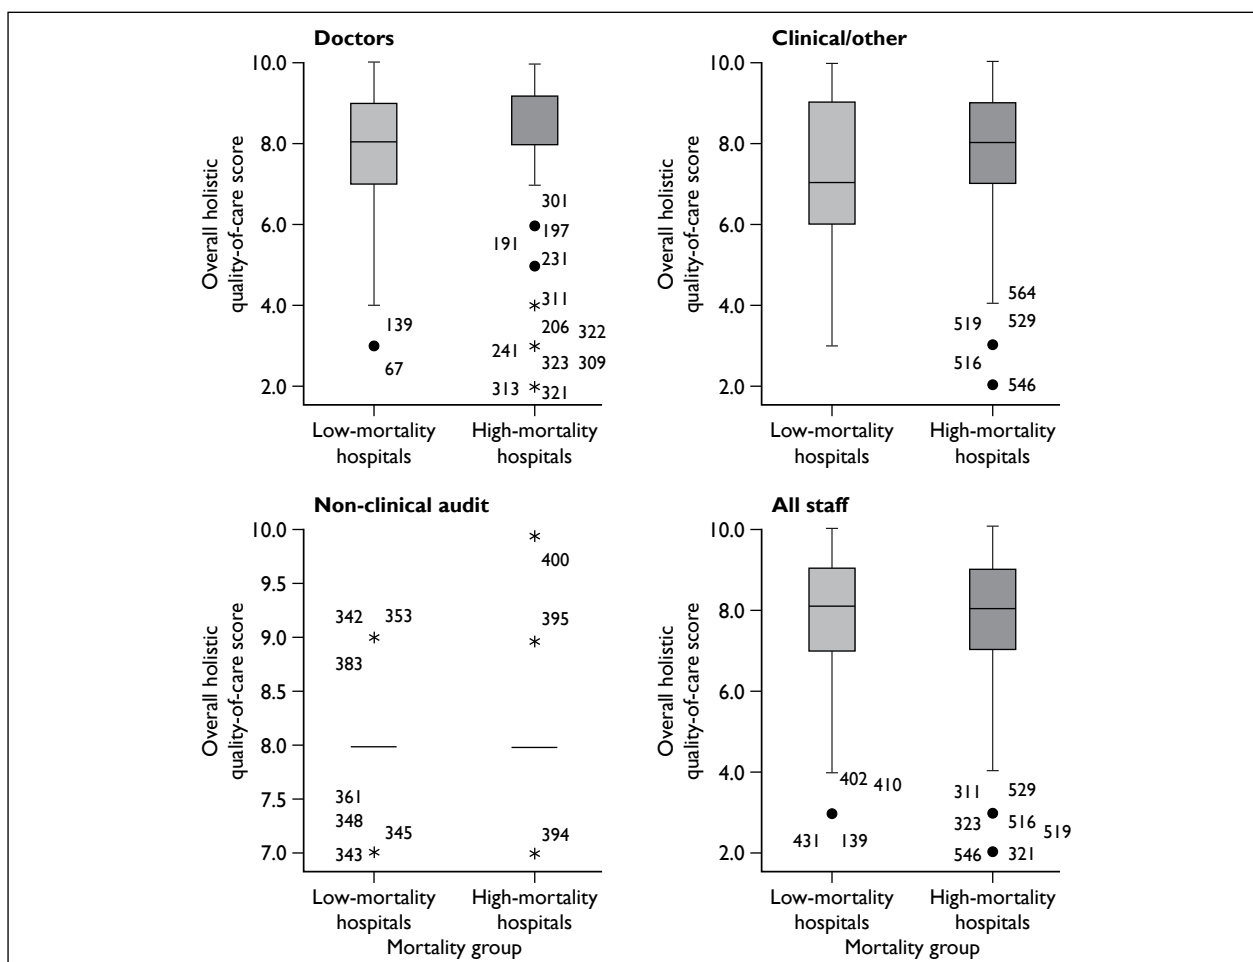 Doctors
10.0
8.0
6.0
4.0
2.0
Overall holistic
quality-of-care score
301
197
191
231
311
206 322
241
323 309
313 321
139
67
Low-mortality
hospitals
High-mortality
hospitals
Clinical/other
10.0
8.0
6.0
4.0
2.0
Overall holistic
quality-of-care score
564
519 529
516
546
Low-mortality
hospitals
High-mortality
hospitals
Non-clinical audit
10.0
9.5
9.0
8.5
8.0
7.5
7.0
Overall holistic
quality-of-care score
400
342 353
395
383
361
348
345
343
394
Low-mortality
hospitals
High-mortality
hospitals
Mortality group
All staff
10.0
8.0
6.0
4.0
2.0
Overall holistic
quality-of-care score
402 410
431 139
311 529
323 516 519
546 321
Low-mortality
hospitals
High-mortality
hospitals
Mortality group